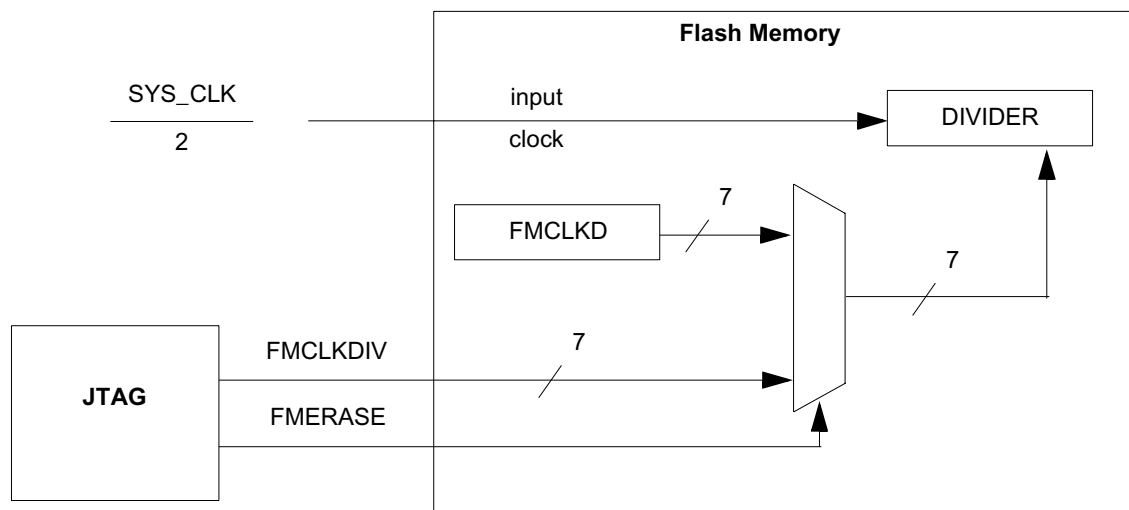 Flash Memory
SYS_CLK
2
input
clock
DIVIDER
7
FMCLKD
7
7
FMCLKDIV
JTAG
FMERASE